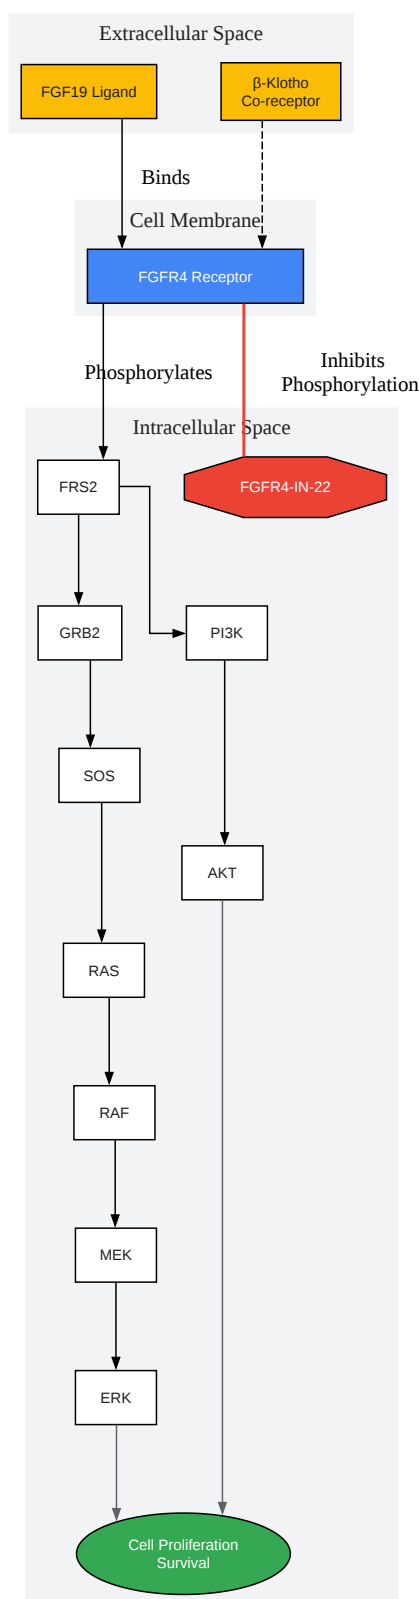 Extracellular Space
FGF19 Ligand
β-Klotho
Co-receptor
Binds
Cell Membrane
FGFR4 Receptor
Phosphorylates
Inhibits
Phosphorylation
Intracellular Space
FRS2
FGFR4-IN-22
GRB2
PI3K
SOS
AKT
RAS
RAF
MEK
ERK
Cell Proliferation
Survival